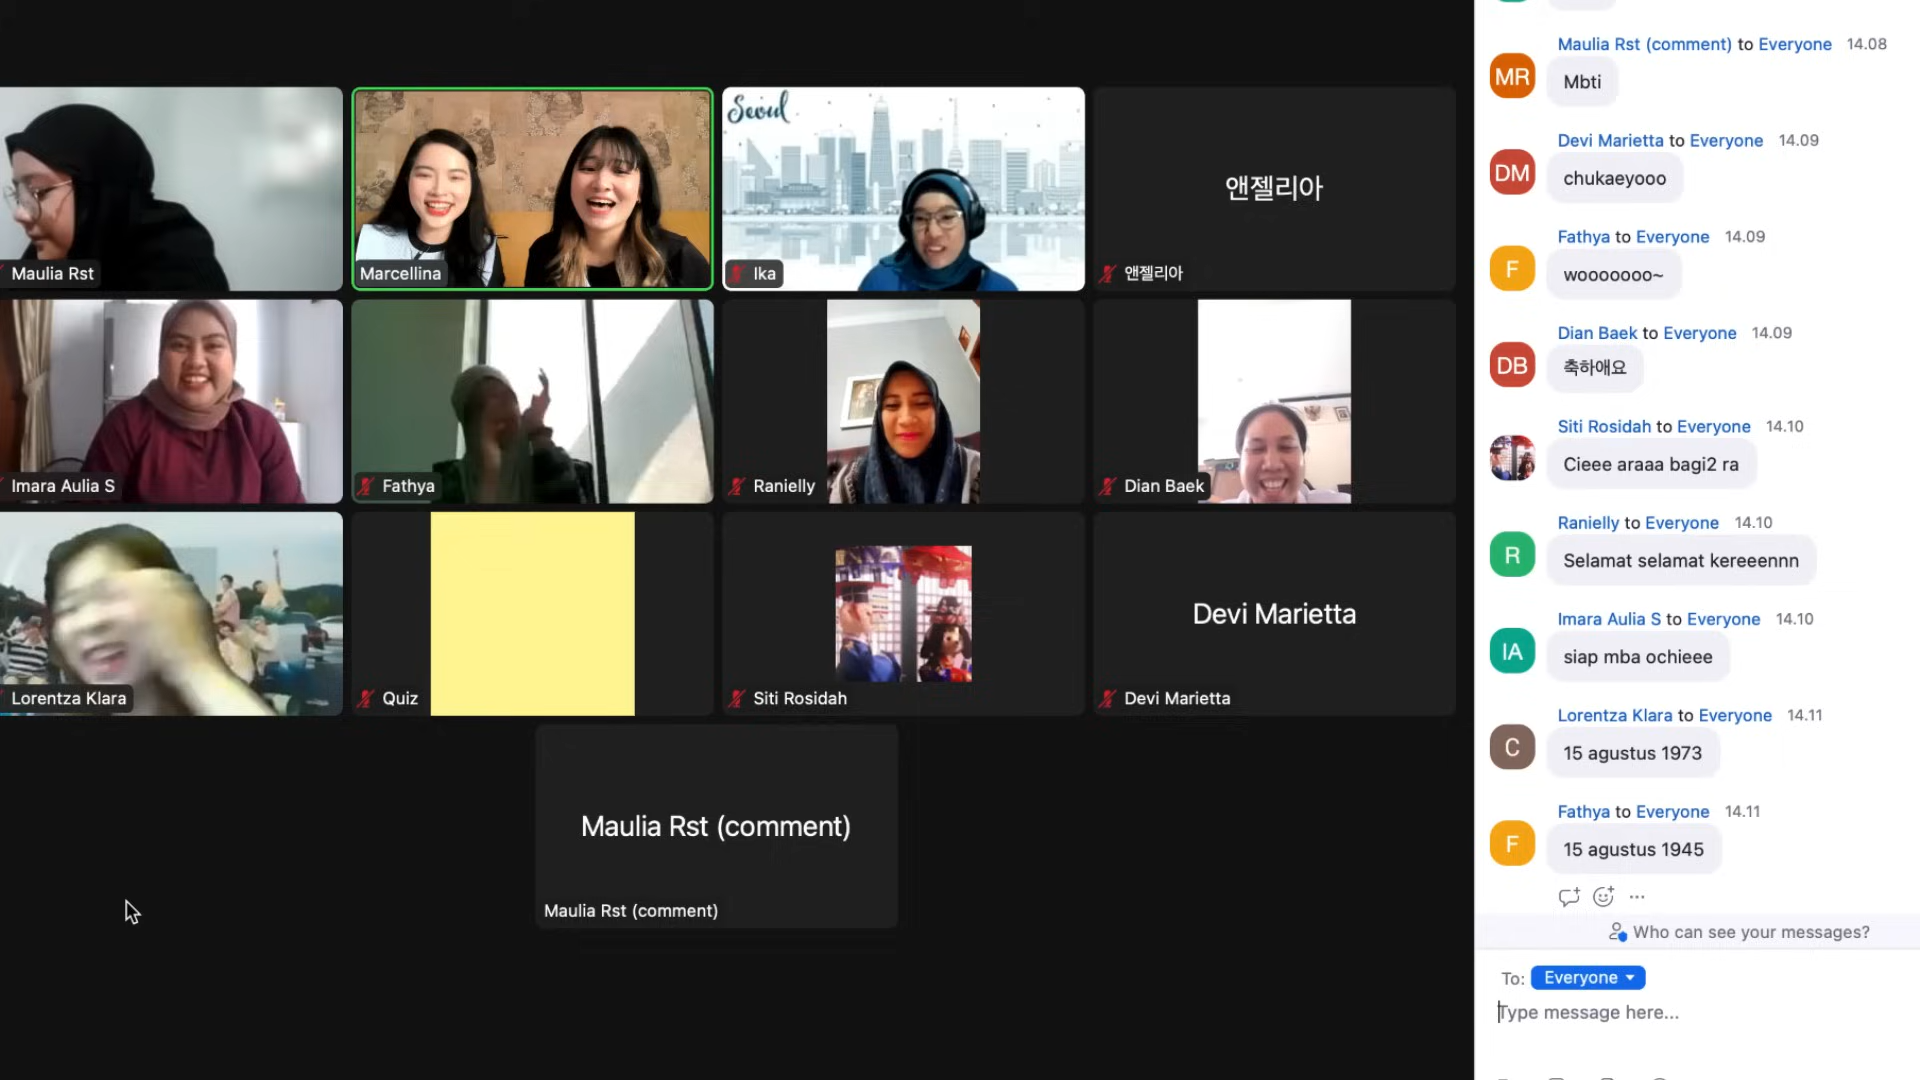 Maulia Rst
Marcellina
Seoul
Ika
앤젤리아
앤젤리아
Imara Aulia S
Fathya
Ranielly
Dian Baek
Lorentza Klara
Quiz
Siti Rosidah
Devi Marietta
Devi Marietta
Maulia Rst (comment)
Maulia Rst (comment)
Maulia Rst (comment) to Everyone 14.08
MR
Mbti
Devi Marietta to Everyone 14.09
DM
chukaeyooo
Fathya to Everyone 14.09
F
wooooooo~
Dian Baek to Everyone 14.09
DB
축하애요
Siti Rosidah to Everyone 14.10
Cieee araaa bagi2 ra
Ranielly to Everyone 14.10
R
Selamat selamat kereeennn
Imara Aulia S to Everyone 14.10
IA
siap mba ochieee
Lorentza Klara to Everyone 14.11
C
15 agustus 1973
Fathya to Everyone 14.11
F
15 agustus 1945
Who can see your messages?
To: Everyone
Type message here...